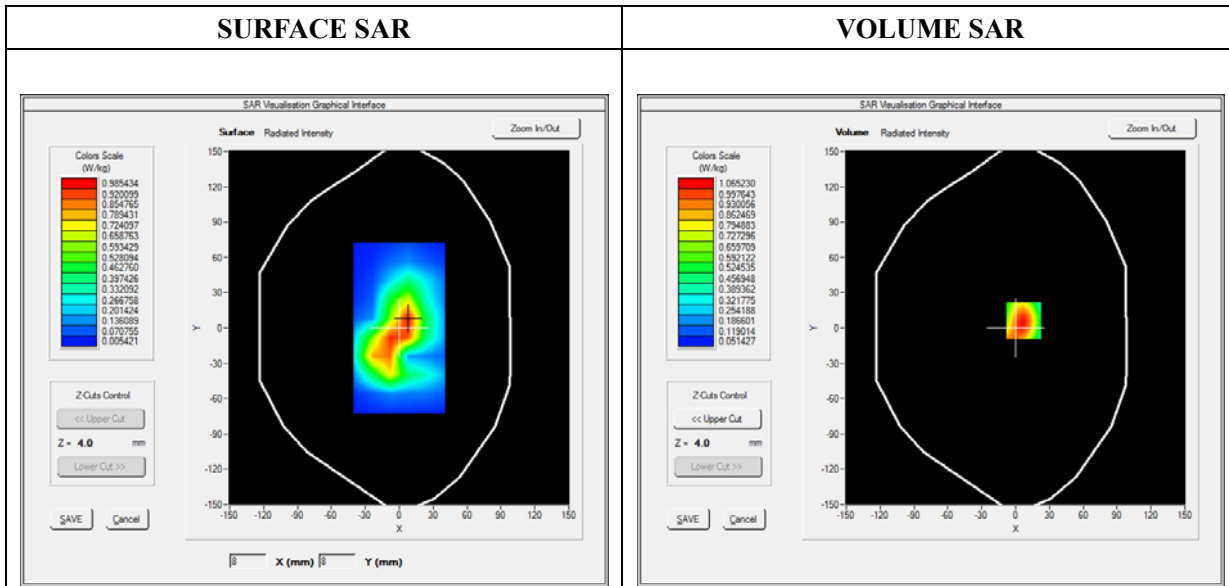 SURFACE SAR
VOLUME SAR
SAR Visualisation Graphical Interface
Surface Radiated Intensity
Zoom In/Out
Colors Scale
(W/kg)
0.985434
0.920099
0.854765
0.789431
0.724097
0.658763
0.593429
0.528094
0.462760
0.397426
0.332092
0.266758
0.201424
0.136089
0.070755
0.005421
150
120
90
60
30
0
-30
-60
-90
-120
-150
Y
-150 -120 -90 -60 -30 0 30 60 90 120 150
X
Z-Cuts Control
<< Upper Cut
Z = 4.0 mm
Lower Cut >>
SAVE Cancel
8 X (mm) 8 Y (mm)
SAR Visualisation Graphical Interface
Volume Radiated Intensity
Zoom In/Out
Colors Scale
(W/kg)
1.065230
0.997643
0.930056
0.862469
0.794883
0.727296
0.659709
0.592122
0.524535
0.456948
0.389362
0.321775
0.254188
0.186601
0.119014
0.051427
150
120
90
60
30
0
-30
-60
-90
-120
-150
Y
-150 -120 -90 -60 -30 0 30 60 90 120 150
X
Z-Cuts Control
<< Upper Cut
Z = 4.0 mm
Lower Cut >>
SAVE Cancel